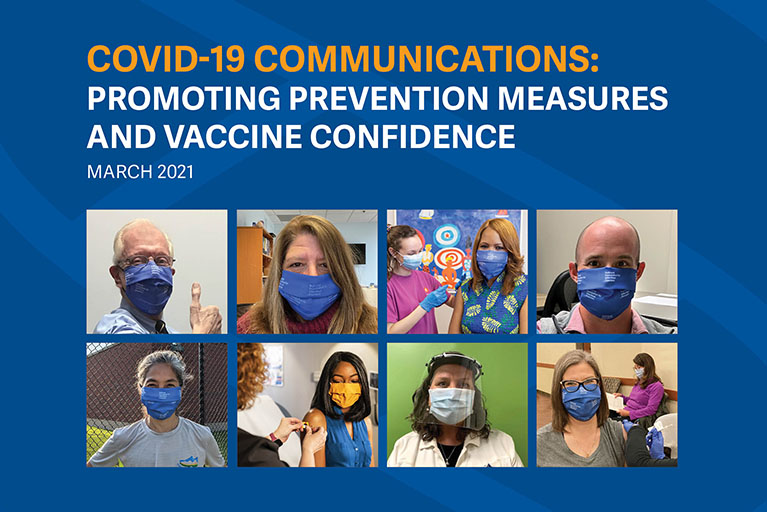 COVID-19 COMMUNICATIONS:
PROMOTING PREVENTION MEASURES
AND VACCINE CONFIDENCE
MARCH 2021